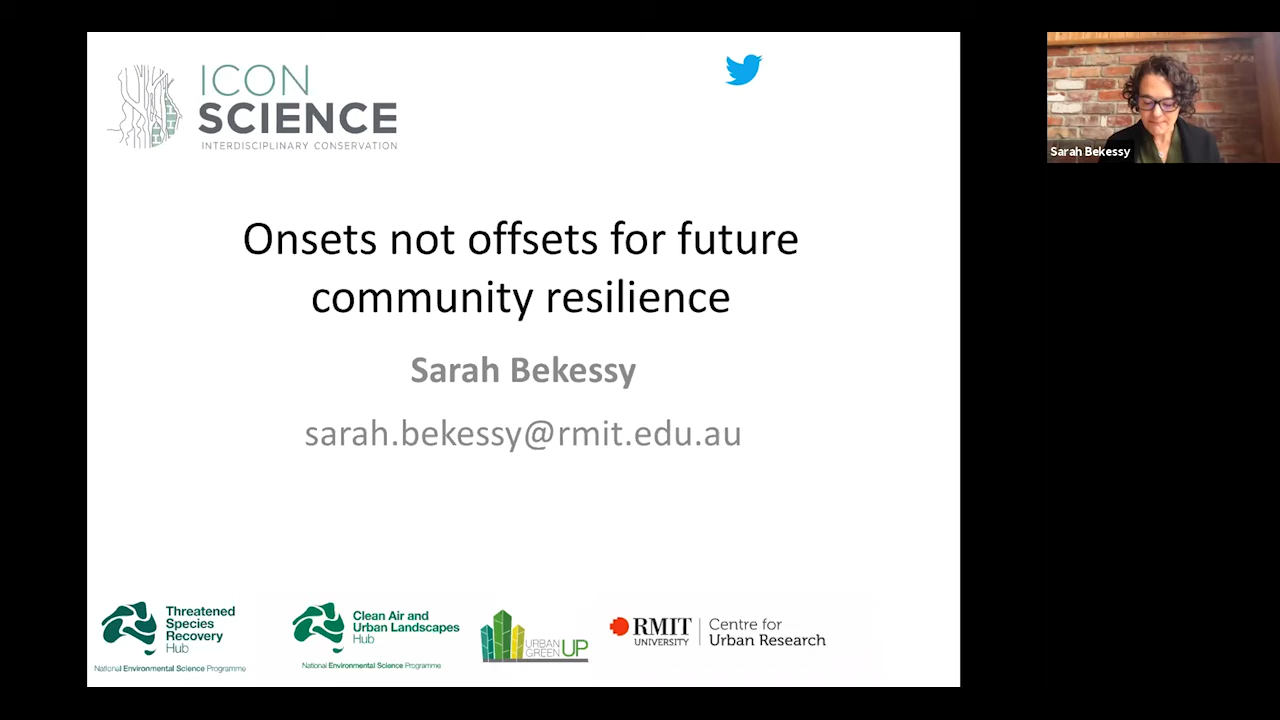 ICON
SCIENCE
INTERDISCIPLINARY CONSERVATION
Sarah Bekessy
Onsets not offsets for future
community resilience
Sarah Bekessy
sarah.bekessy@rmit.edu.au
Threatened
Species
Recovery
Hub
National Environmental Science Programme
Clean Air and
Urban Landscapes
Hub
National Environmental Science Programme
URBAN
GREEN UP
RMIT
UNIVERSITY
Centre for
Urban Research